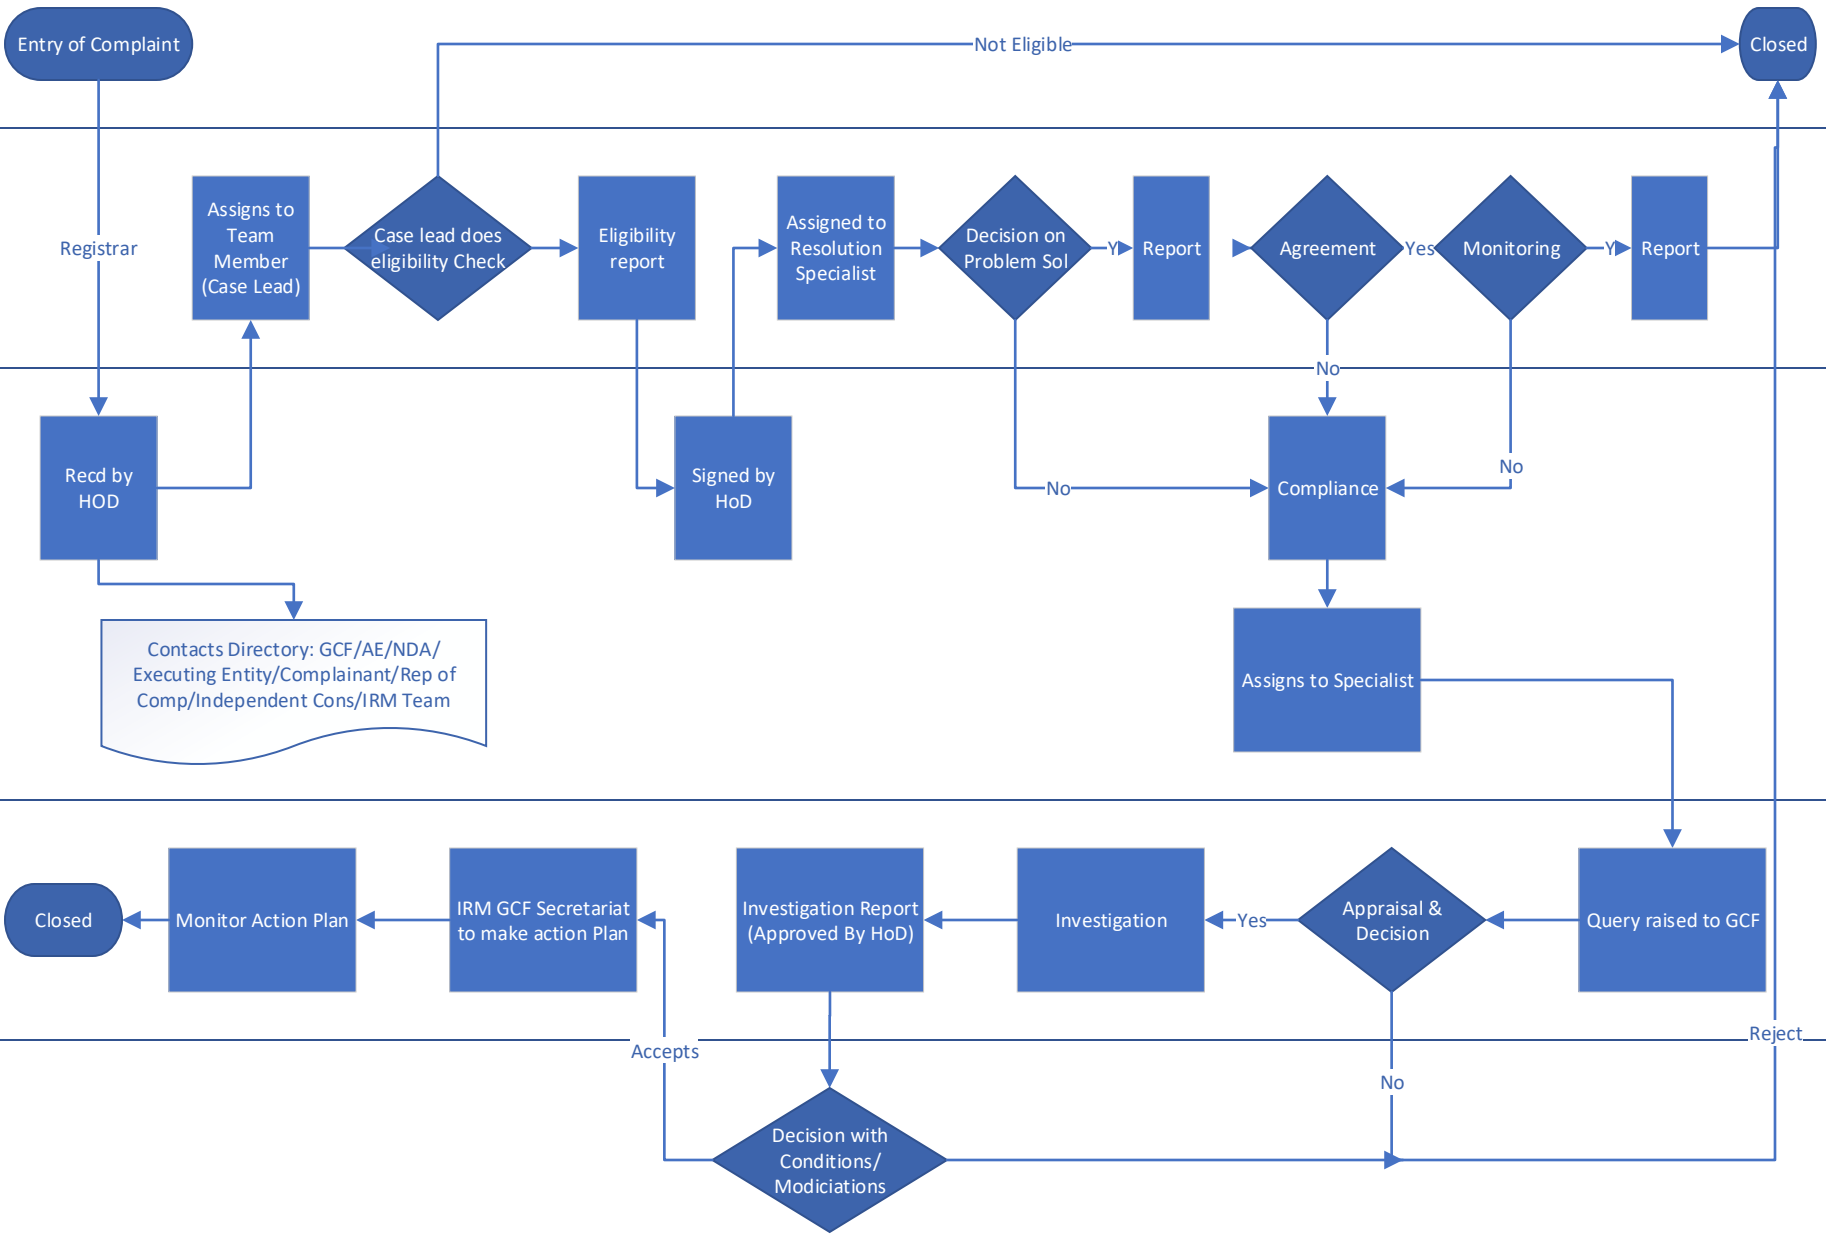 Entry of Complaint
Not Eligible
Closed
Registrar
Assigns to
Team
Member
(Case Lead)
Case lead does
eligibility Check
Eligibility
report
Assigned to
Resolution
Specialist
Decision on
Problem Sol
Y
Report
Agreement
Yes
Monitoring
Y
Report
No
Recd by
HOD
Signed by
HoD
No
Compliance
No
Contacts Directory: GCF/AE/NDA/
Executing Entity/Complainant/Rep of
Comp/Independent Cons/IRM Team
Assigns to Specialist
Closed
Monitor Action Plan
IRM GCF Secretariat
to make action Plan
Investigation Report
(Approved By HoD)
Investigation
Yes
Appraisal &
Decision
Query raised to GCF
Accepts
Reject
No
Decision with
Conditions/
Modiciations